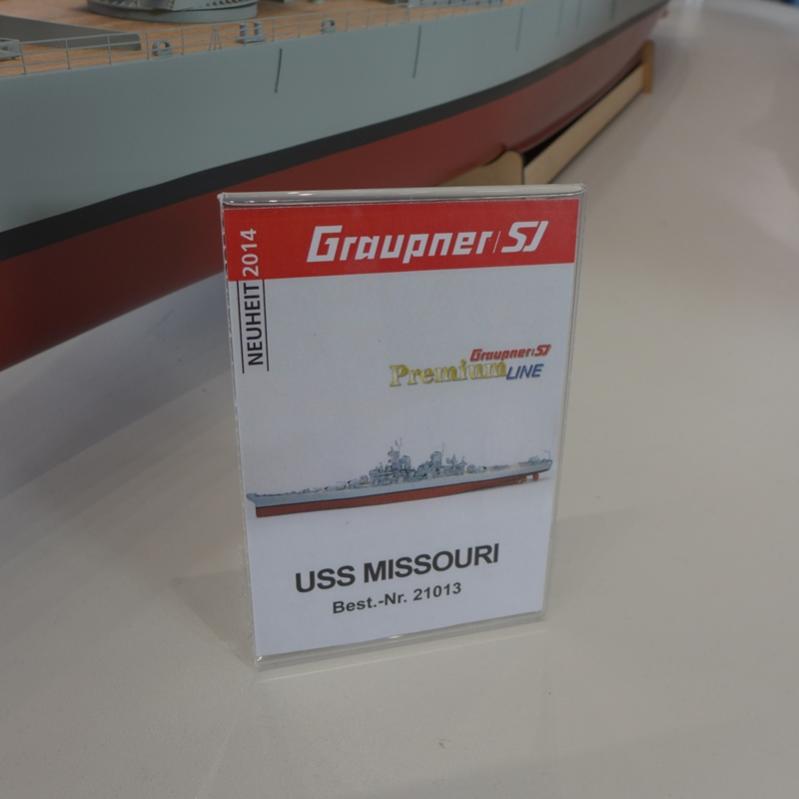 Graupner/SJ
NEUHEIT 2014
Graupner/SJ
Premium LINE
USS MISSOURI
Best.-Nr. 21013